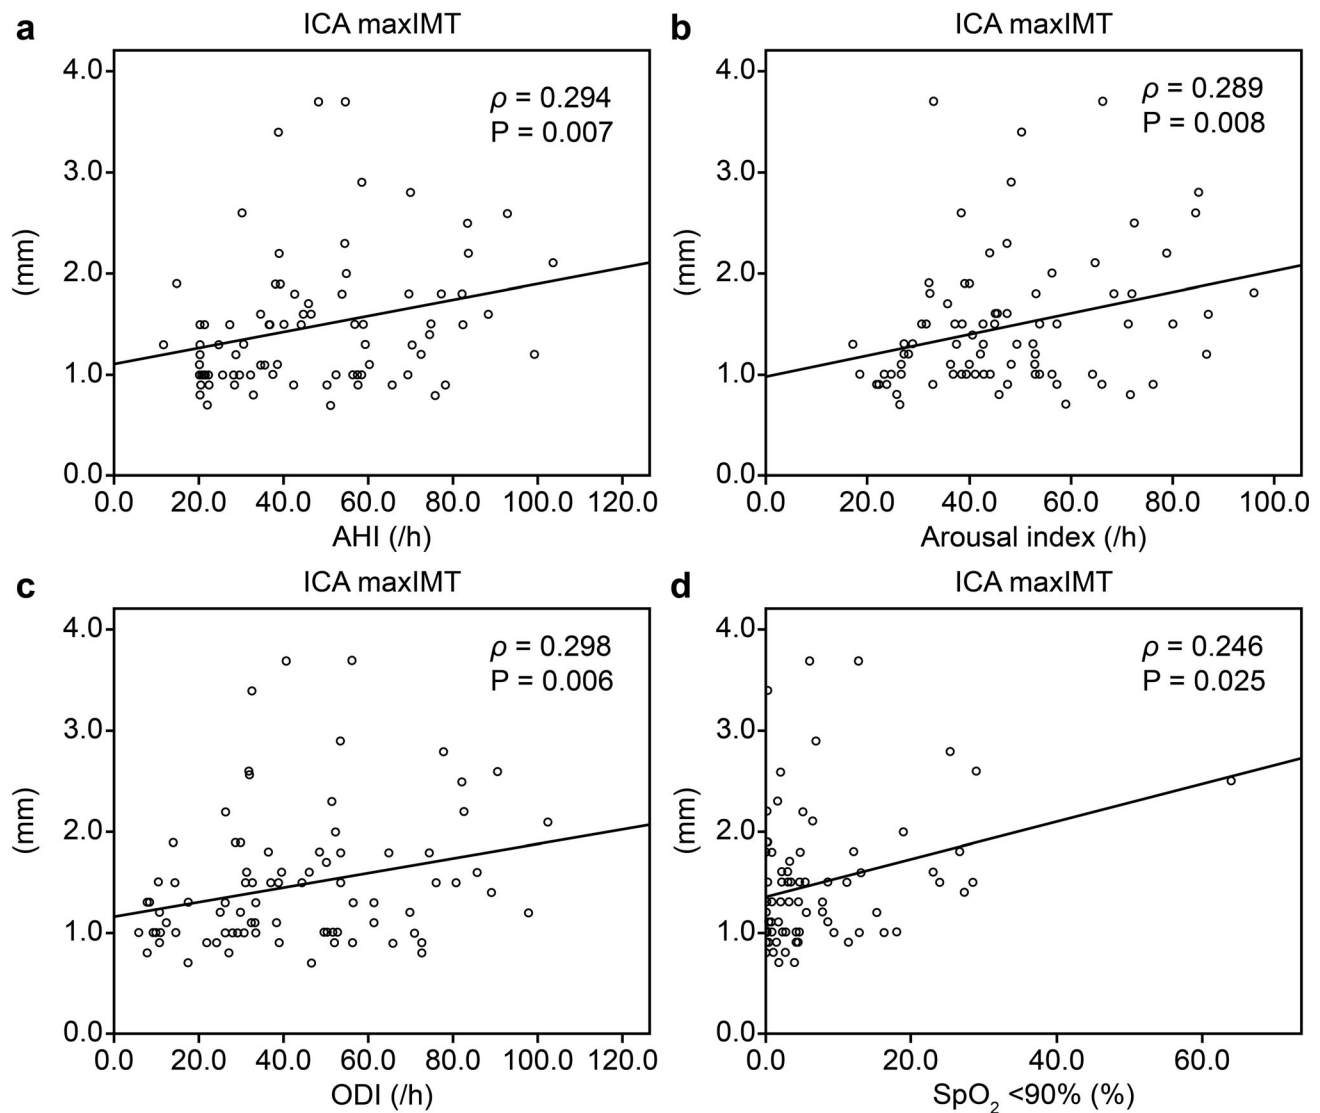 a
ICA maxIMT
4.0
3.0
2.0
1.0
0.0
(mm)
ρ = 0.294
P = 0.007
0.0 20.0 40.0 60.0 80.0 100.0 120.0
AHI (/h)
b
ICA maxIMT
4.0
3.0
2.0
1.0
0.0
(mm)
ρ = 0.289
P = 0.008
0.0 20.0 40.0 60.0 80.0 100.0
Arousal index (/h)
c
ICA maxIMT
4.0
3.0
2.0
1.0
0.0
(mm)
ρ = 0.298
P = 0.006
0.0 20.0 40.0 60.0 80.0 100.0 120.0
ODI (/h)
d
ICA maxIMT
4.0
3.0
2.0
1.0
0.0
(mm)
ρ = 0.246
P = 0.025
0.0 20.0 40.0 60.0
SpO₂ <90% (%)